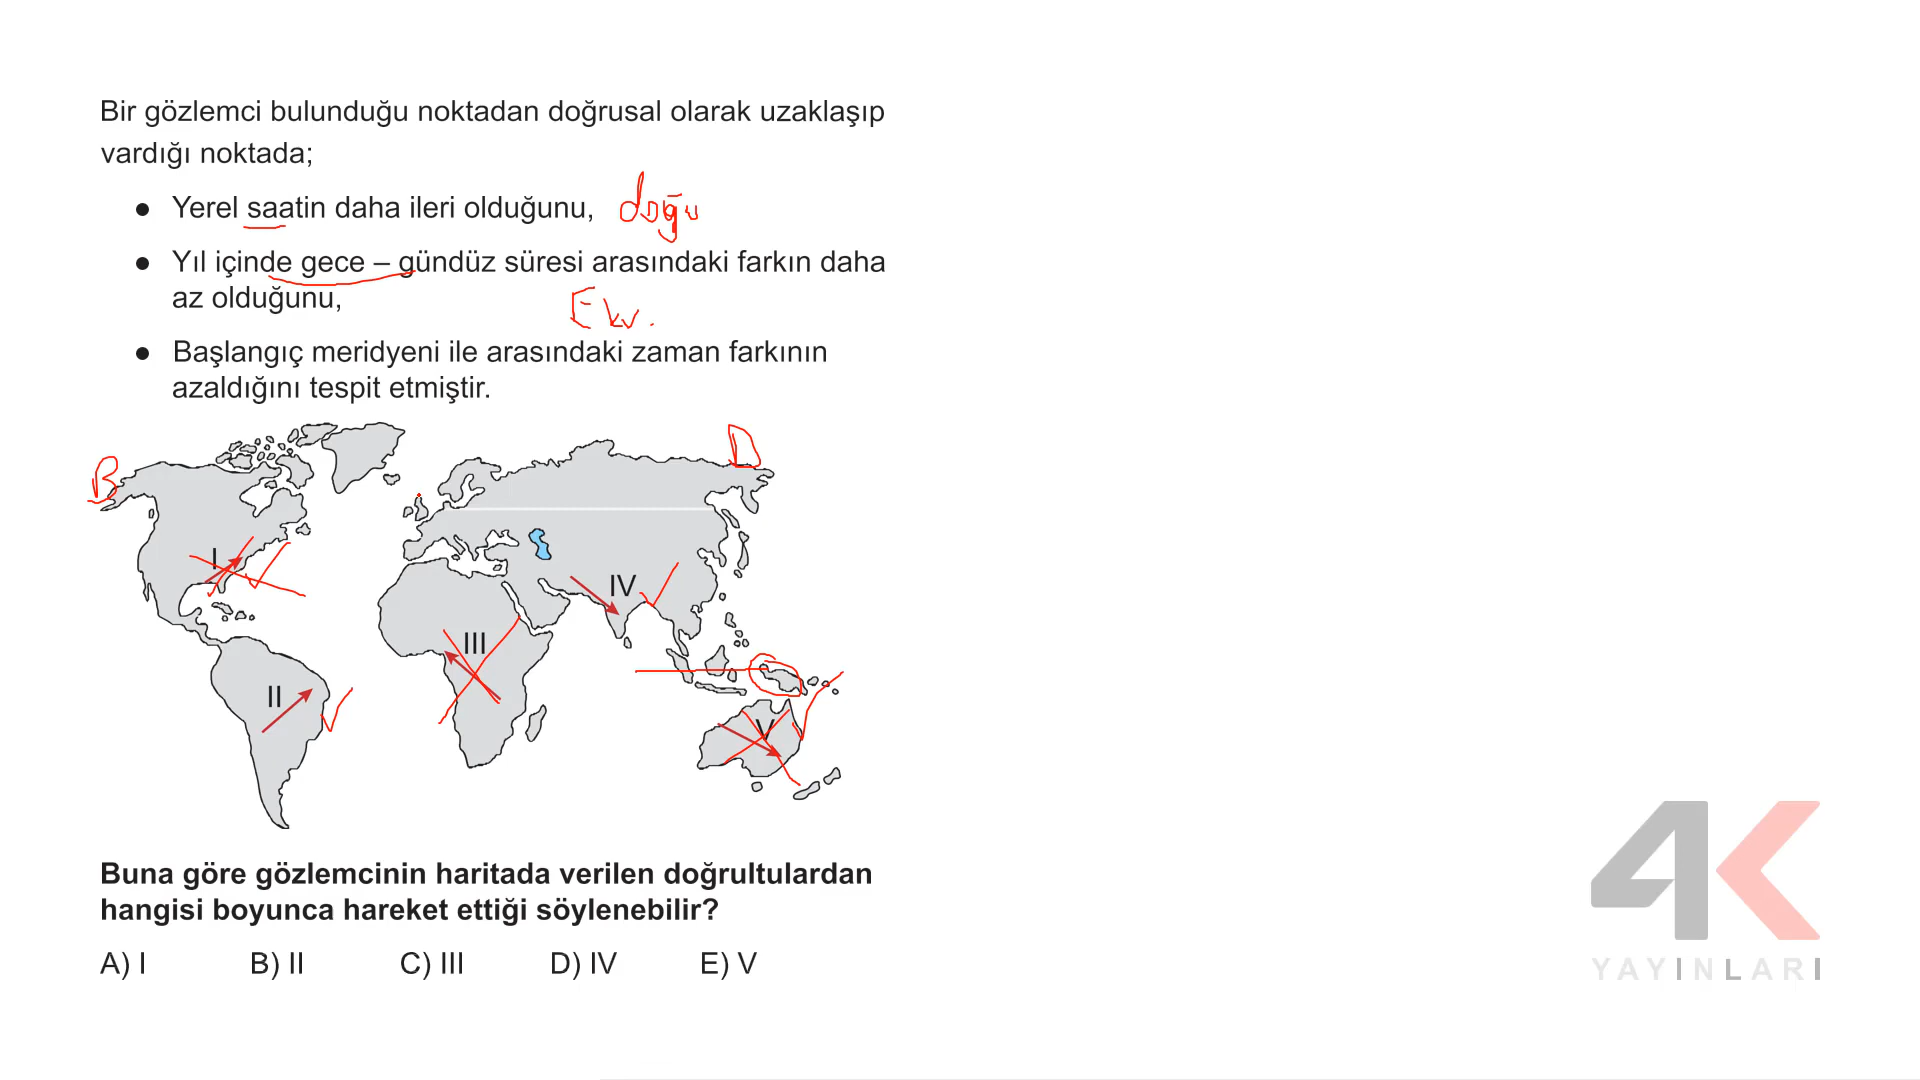 Bir gözlemci bulunduğu noktadan doğrusal olarak uzaklaşıp
vardığı noktada;
● Yerel saatin daha ileri olduğunu, doğu
● Yıl içinde gece – gündüz süresi arasındaki farkın daha
az olduğunu,
Ekv.
● Başlangıç meridyeni ile arasındaki zaman farkının
azaldığını tespit etmiştir.
B
D
I
IV
III
II
V
Buna göre gözlemcinin haritada verilen doğrultulardan
hangisi boyunca hareket ettiği söylenebilir?
A) I B) II C) III D) IV E) V
4K
YAYINLARI